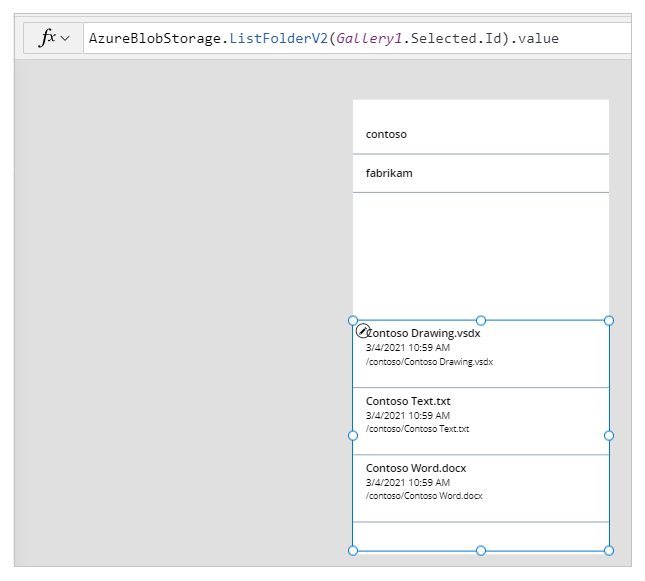 fx AzureBlobStorage.ListFolderV2(Gallery1.Selected.Id).value
contoso
fabrikam
Contoso Drawing.vsdx
3/4/2021 10:59 AM
/contoso/Contoso Drawing.vsdx
Contoso Text.txt
3/4/2021 10:59 AM
/contoso/Contoso Text.txt
Contoso Word.docx
3/4/2021 10:59 AM
/contoso/Contoso Word.docx